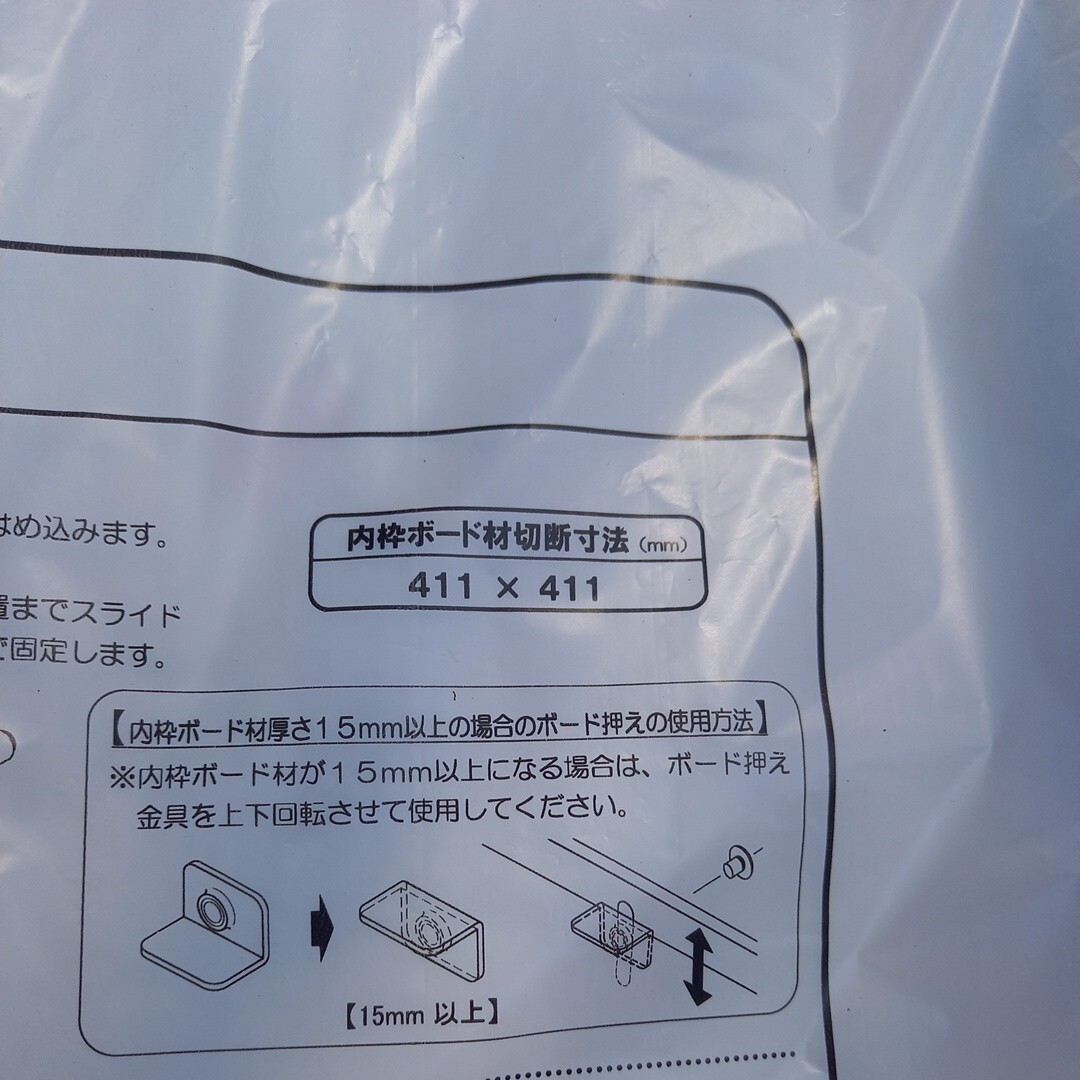 はめ込みます。
置までスライド
で固定します。
内枠ボード材切断寸法 (mm)
411 × 411
【内枠ボード材厚さ15mm以上の場合のボード押えの使用方法】
※内枠ボード材が15mm以上になる場合は、ボード押え
金具を上下回転させて使用してください。
【15mm 以上】